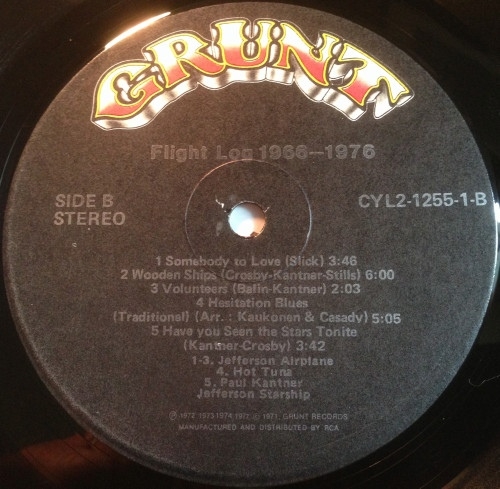 GRUNT
Flight Log 1966—1976
SIDE B
STEREO
CYL2-1255-1-B
1 Somebody to Love (Slick) 3:46
2 Wooden Ships (Crosby-Kantner-Stills) 6:00
3 Volunteers (Balin-Kantner) 2:03
4 Hesitation Blues
(Traditional) (Arr.: Kaukonen & Casady) 5:05
5 Have you Seen the Stars Tonite
(Kantner-Crosby) 3:42
1-3. Jefferson Airplane
4. Hot Tuna
5. Paul Kantner
Jefferson Starship
1971, GRUNT RECORDS
MANUFACTURED AND DISTRIBUTED BY RCA